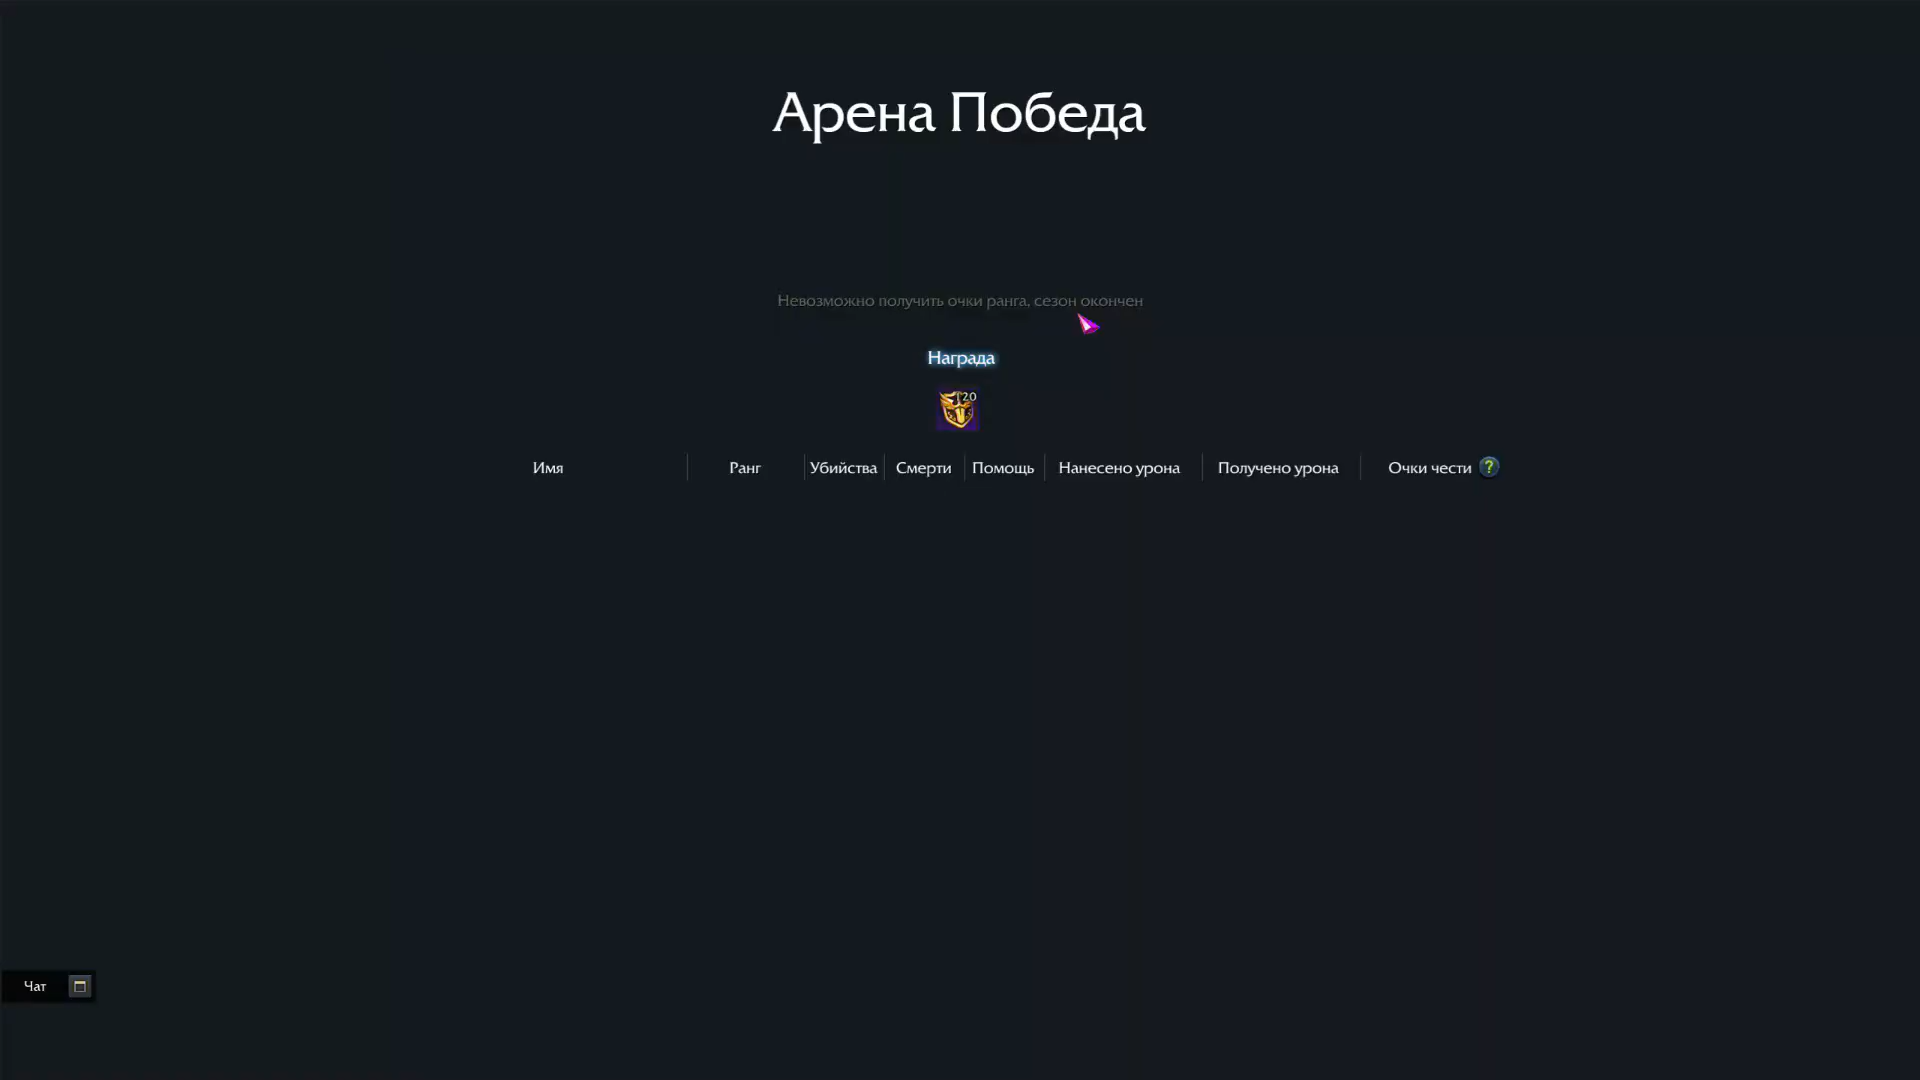 Арена Победа
Невозможно получить очки ранга, сезон окончен
Награда
120
Имя Ранг Убийства Смерти Помощь Нанесено урона Получено урона Очки чести ?
Чат